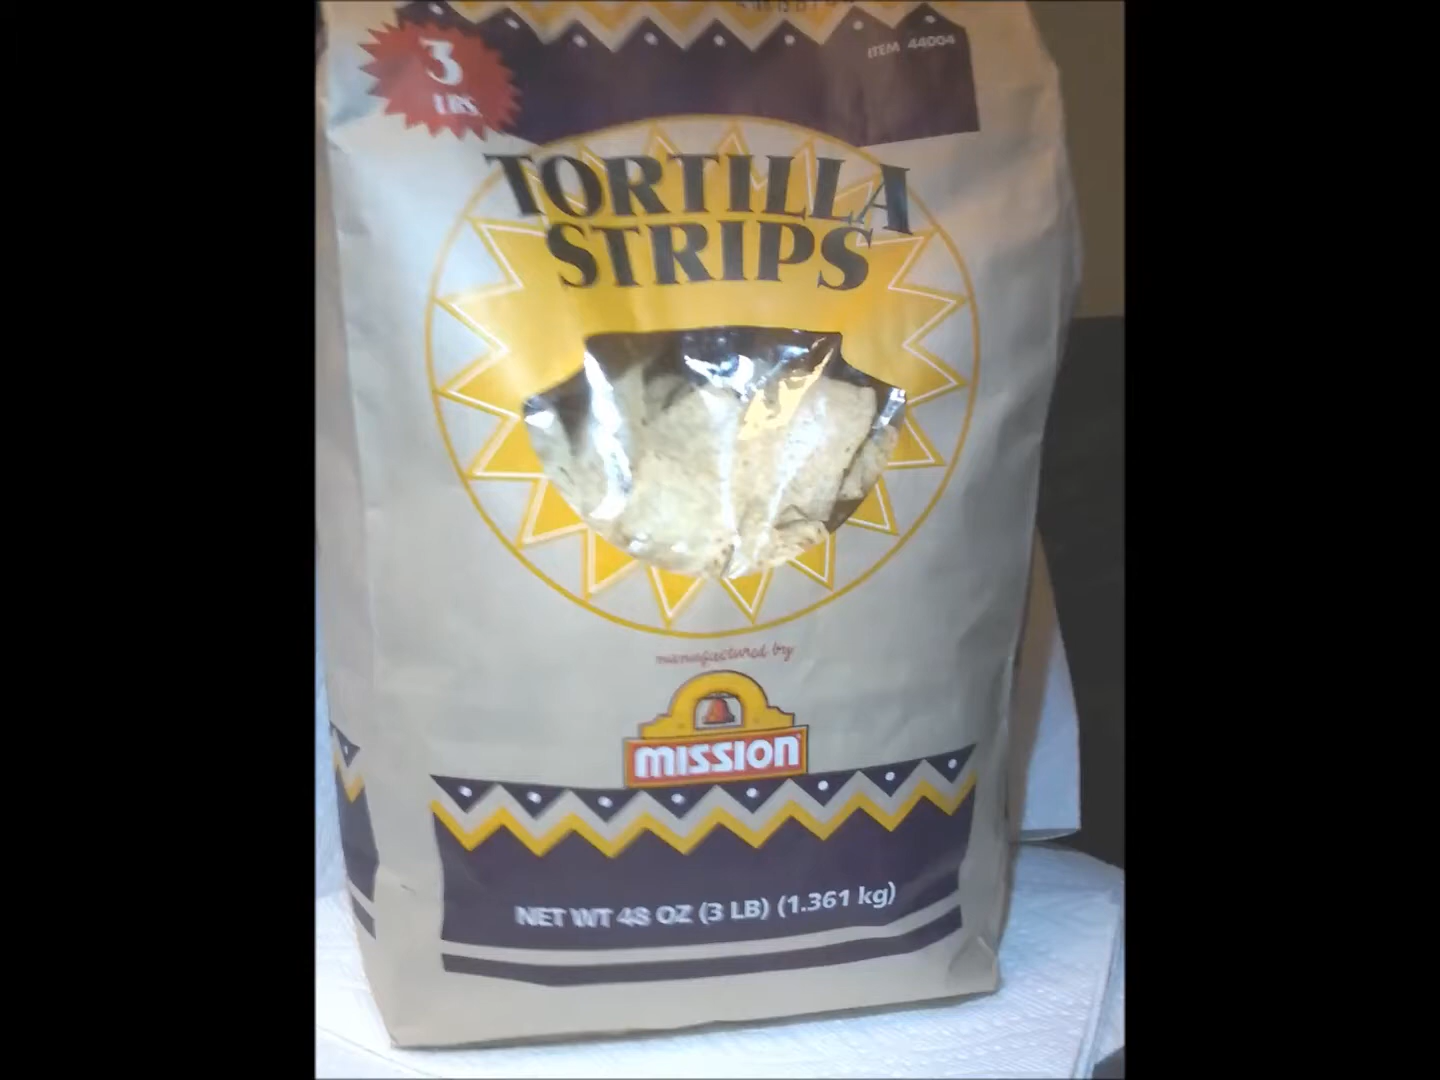 3
LBS.
ITEM 44004
TORTILLA
STRIPS
manufactured by
MISSION
NET WT 48 OZ (3 LB) (1.361 kg)